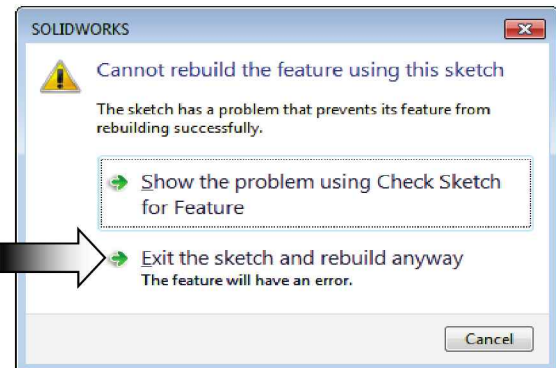 SOLIDWORKS
Cannot rebuild the feature using this sketch
The sketch has a problem that prevents its feature from
rebuilding successfully.
Show the problem using Check Sketch
for Feature
Exit the sketch and rebuild anyway
The feature will have an error.
Cancel